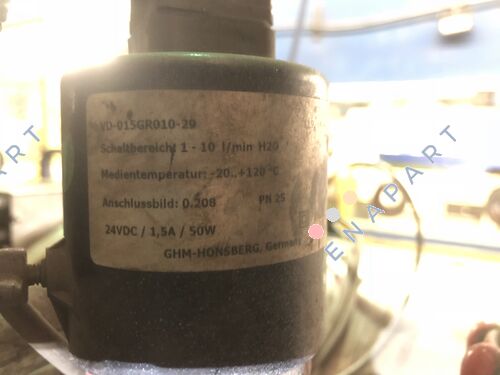 VD-015GR010-20
Schaltbereich 1 - 10 l/min H2O
Medientemperatur: -20..+120 °C
Anschlussbild: 0.208 PN 25
24VDC / 1,5A / 50W
GHM-HONSBERG, Germany
ENAPART
ENAPART